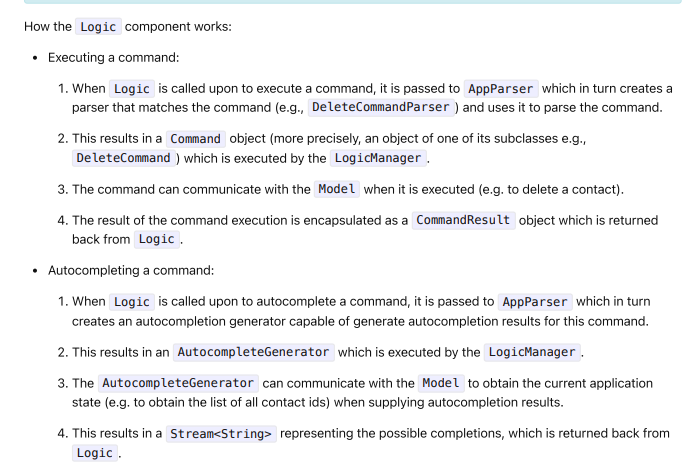 How the Logic component works:
• Executing a command:
1. When Logic is called upon to execute a command, it is passed to AppParser which in turn creates a
parser that matches the command (e.g., DeleteCommandParser ) and uses it to parse the command.
2. This results in a Command object (more precisely, an object of one of its subclasses e.g.,
DeleteCommand ) which is executed by the LogicManager .
3. The command can communicate with the Model when it is executed (e.g. to delete a contact).
4. The result of the command execution is encapsulated as a CommandResult object which is returned
back from Logic .
• Autocompleting a command:
1. When Logic is called upon to autocomplete a command, it is passed to AppParser which in turn
creates an autocompletion generator capable of generate autocompletion results for this command.
2. This results in an AutocompleteGenerator which is executed by the LogicManager .
3. The AutocompleteGenerator can communicate with the Model to obtain the current application
state (e.g. to obtain the list of all contact ids) when supplying autocompletion results.
4. This results in a Stream<String> representing the possible completions, which is returned back from
Logic .